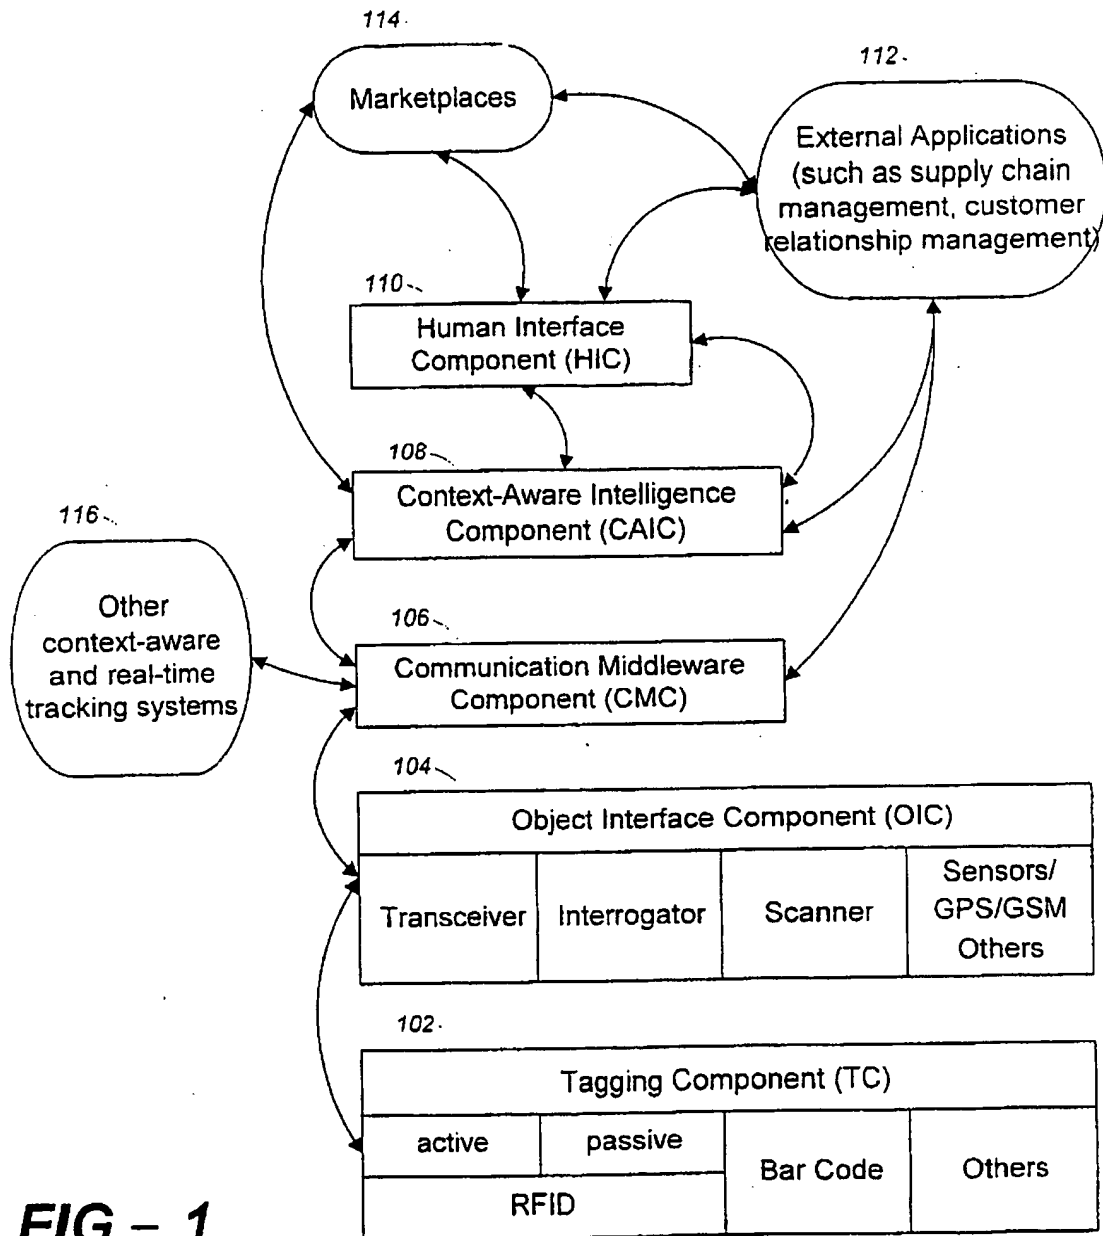 114
Marketplaces
112
External Applications
(such as supply chain
management, customer
relationship management)
110
Human Interface
Component (HIC)
108
Context-Aware Intelligence
Component (CAIC)
116
Other
context-aware
and real-time
tracking systems
106
Communication Middleware
Component (CMC)
104
Object Interface Component (OIC)
Transceiver
Interrogator
Scanner
Sensors/
GPS/GSM
Others
102
Tagging Component (TC)
active
passive
RFID
Bar Code
Others
FIG – 1